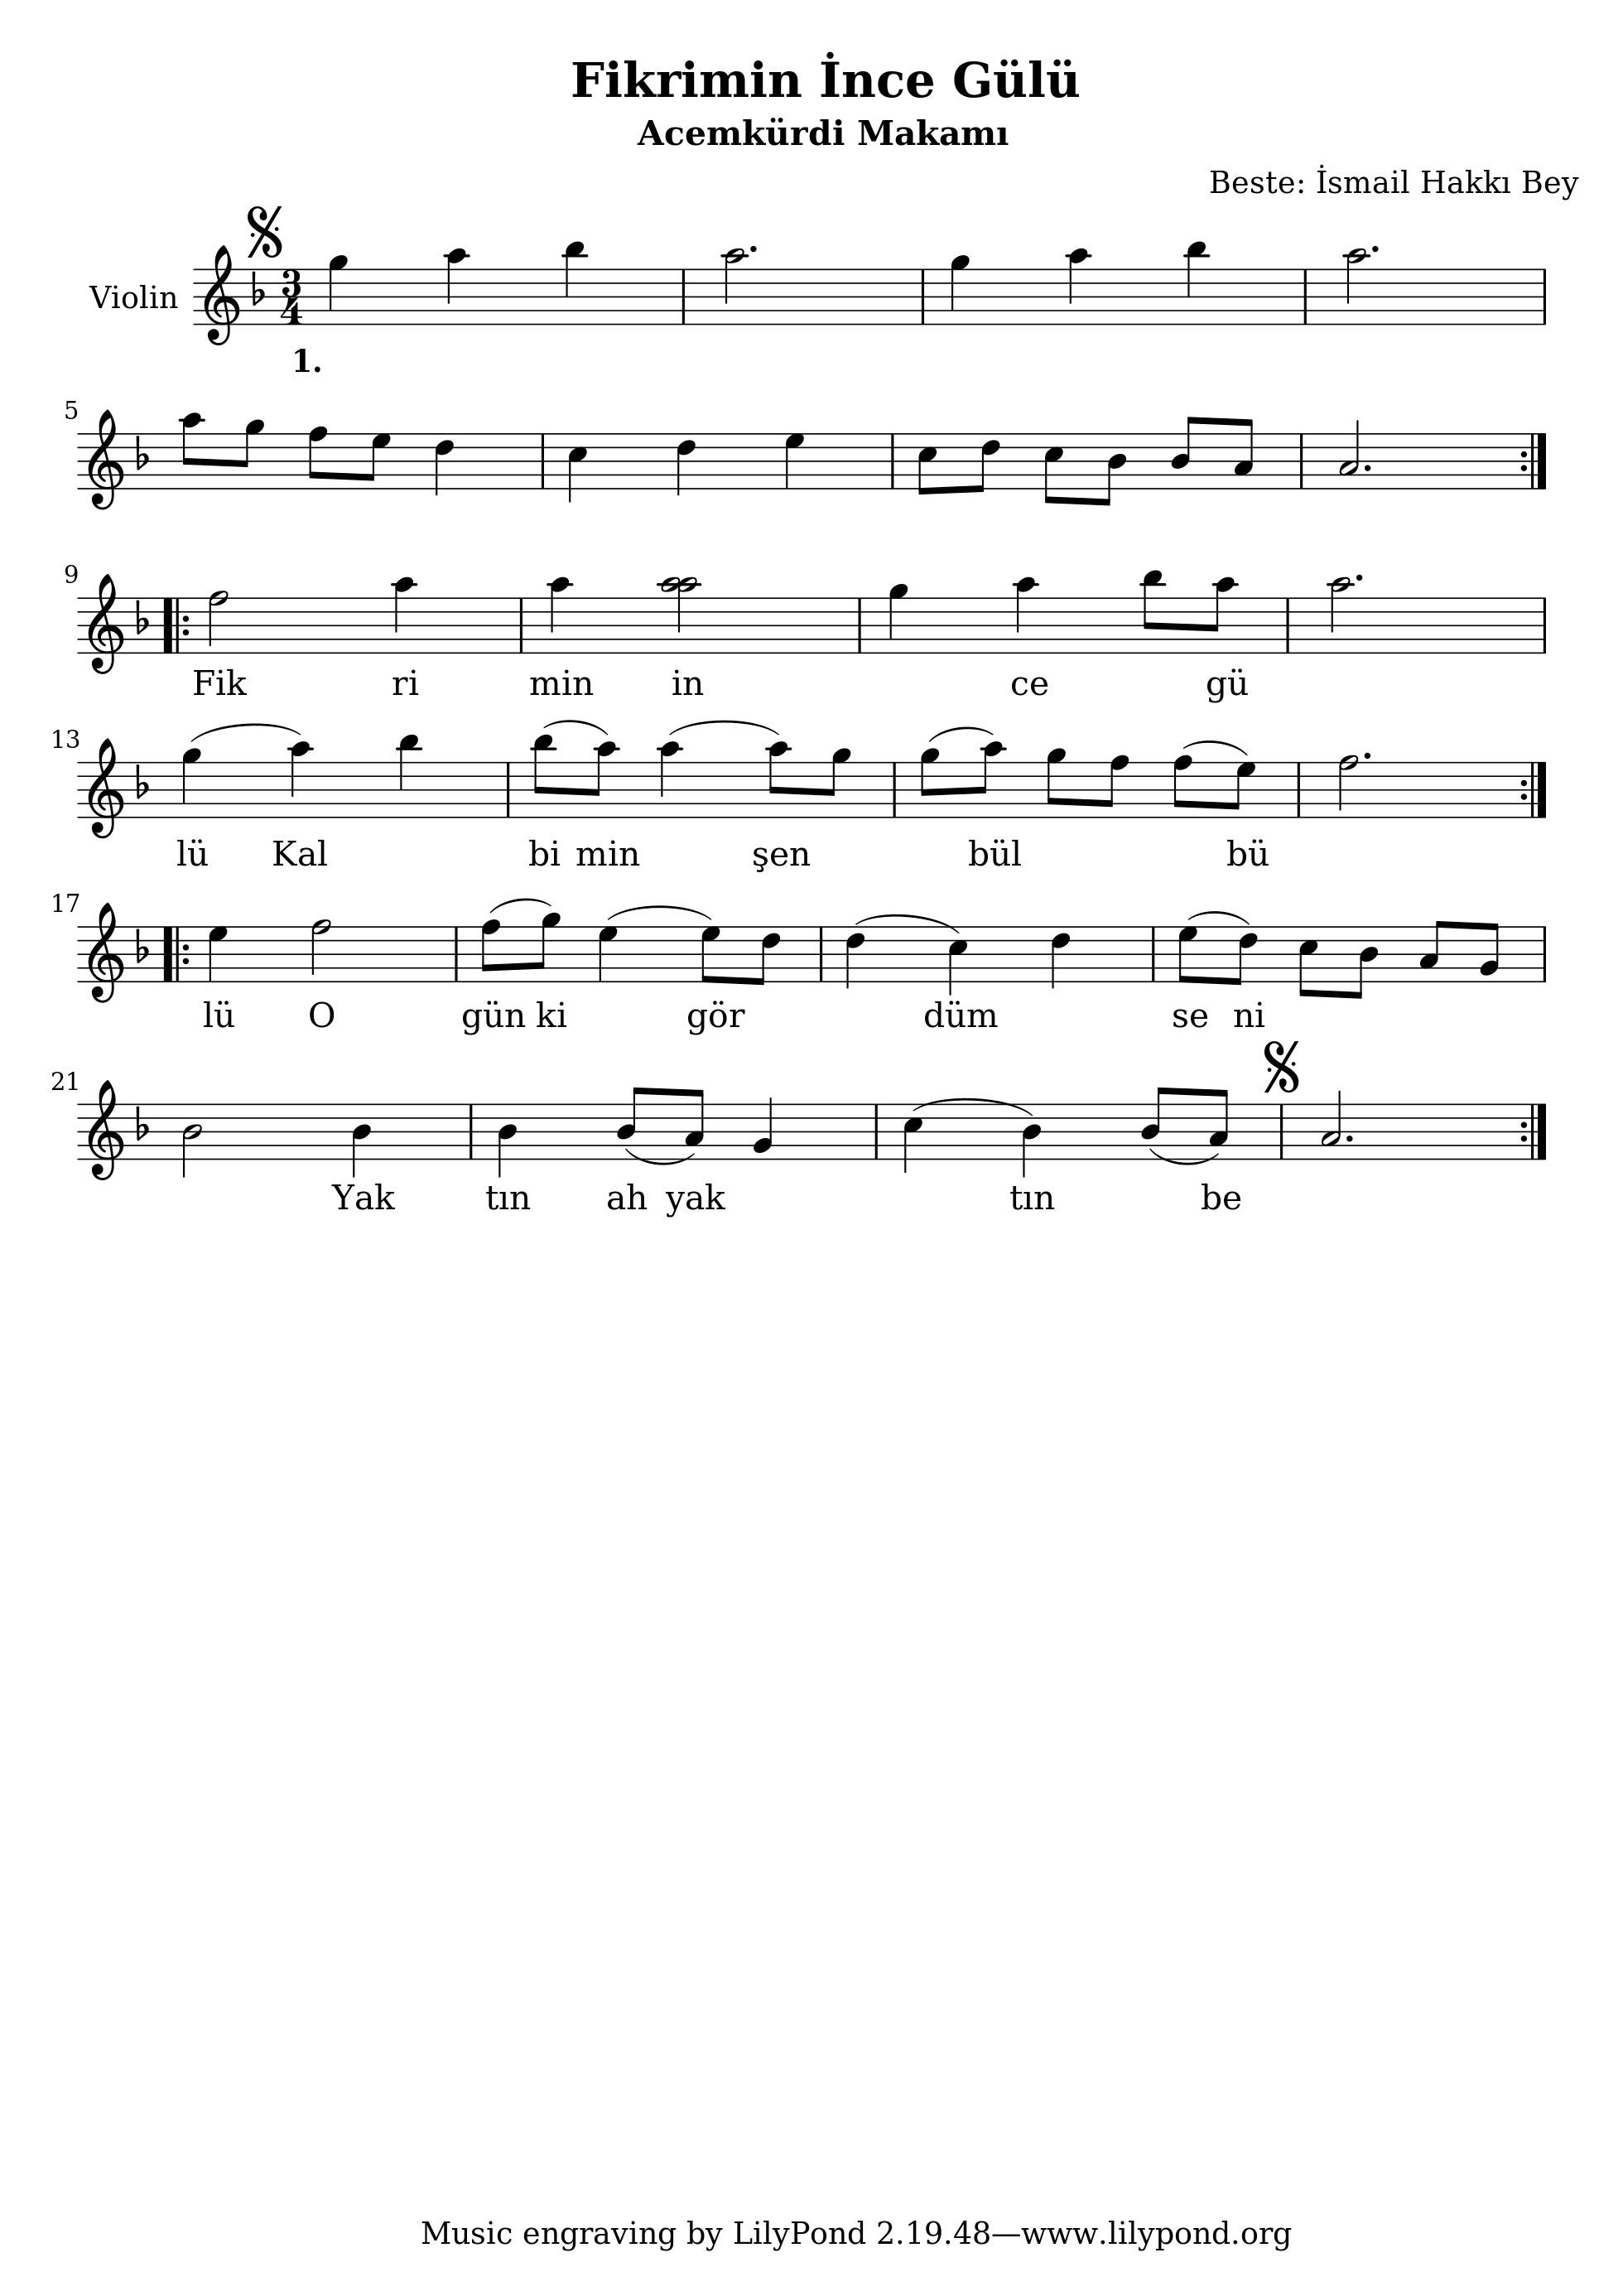 Fikrimin İnce Gülü
Acemkürdi Makamı
Beste: İsmail Hakkı Bey
Violin
3
4
1.
5
9
Fik ri min in ce gü
13
lü Kal bi min şen bül bü
17
lü O gün ki gör düm se ni
21
Yak tın ah yak tın be
Music engraving by LilyPond 2.19.48—www.lilypond.org